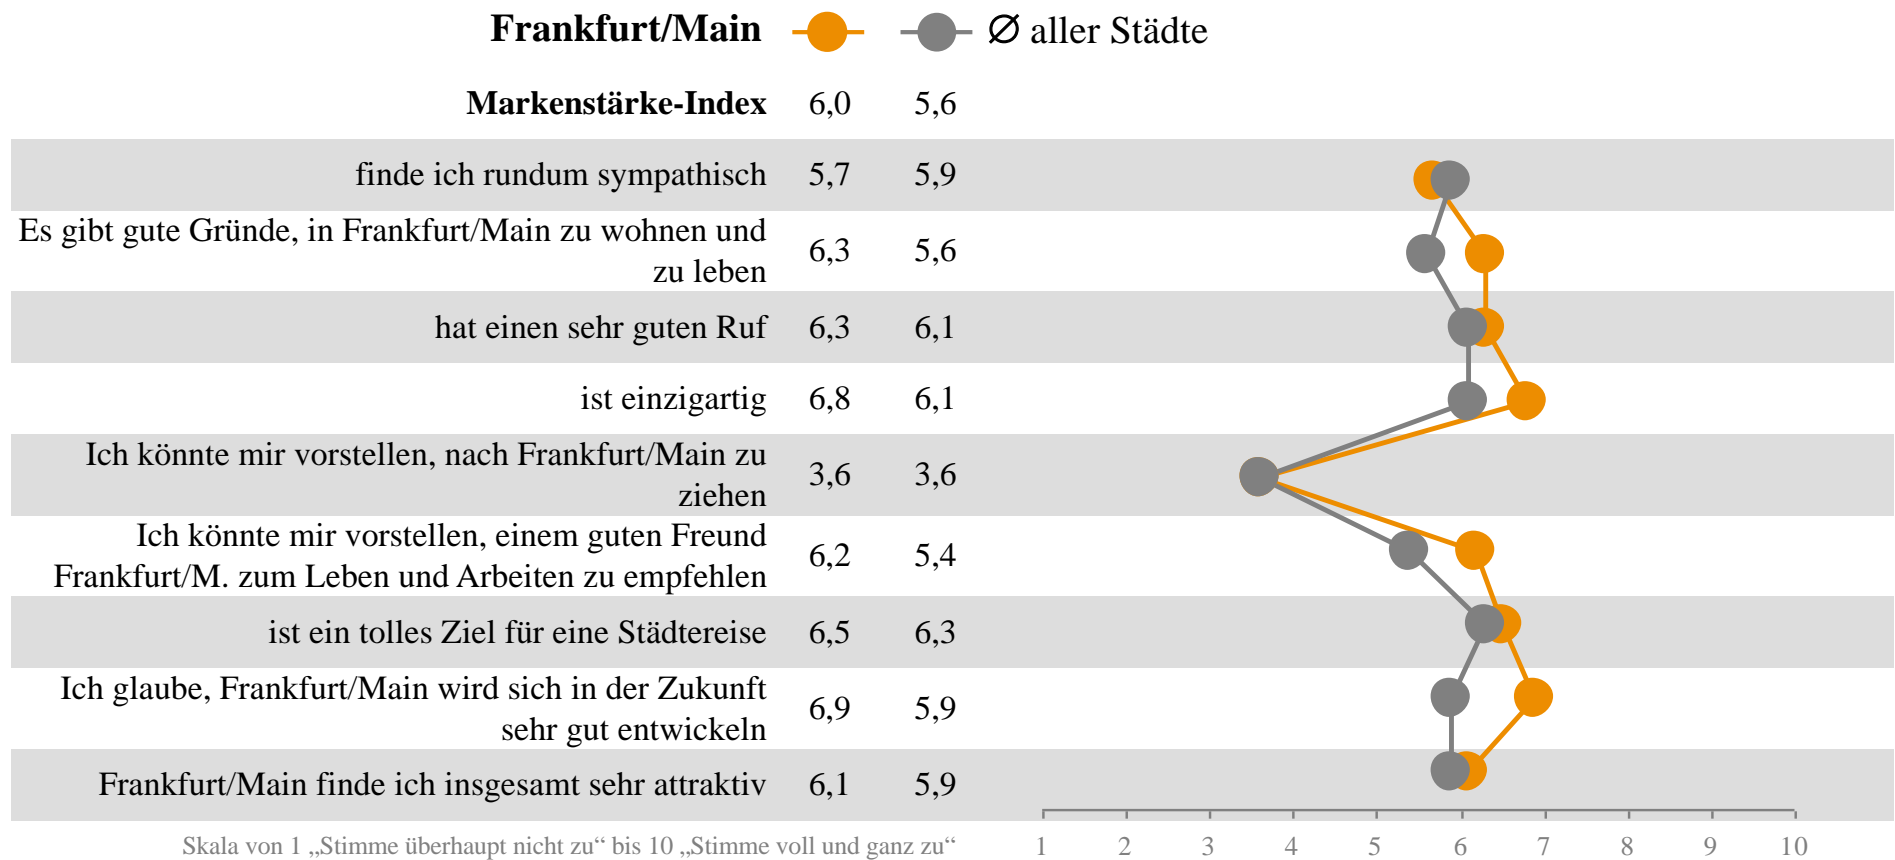 Frankfurt/Main Ø aller Städte
Markenstärke-Index 6,0 5,6
finde ich rundum sympathisch 5,7 5,9
Es gibt gute Gründe, in Frankfurt/Main zu wohnen und
zu leben 6,3 5,6
hat einen sehr guten Ruf 6,3 6,1
ist einzigartig 6,8 6,1
Ich könnte mir vorstellen, nach Frankfurt/Main zu
ziehen 3,6 3,6
Ich könnte mir vorstellen, einem guten Freund
Frankfurt/M. zum Leben und Arbeiten zu empfehlen 6,2 5,4
ist ein tolles Ziel für eine Städtereise 6,5 6,3
Ich glaube, Frankfurt/Main wird sich in der Zukunft
sehr gut entwickeln 6,9 5,9
Frankfurt/Main finde ich insgesamt sehr attraktiv 6,1 5,9
Skala von 1 „Stimme überhaupt nicht zu“ bis 10 „Stimme voll und ganz zu“ 1 2 3 4 5 6 7 8 9 10